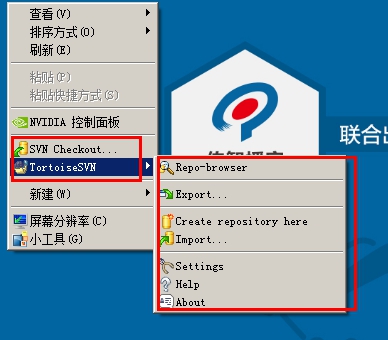 查看(V)
排序方式(O)
刷新(E)
粘贴(P)
粘贴快捷方式(S)
NVIDIA 控制面板
SVN Checkout...
TortoiseSVN
新建(W)
屏幕分辨率(C)
小工具(G)
联合出
Repo-browser
Export...
Create repository here
Import...
Settings
Help
About